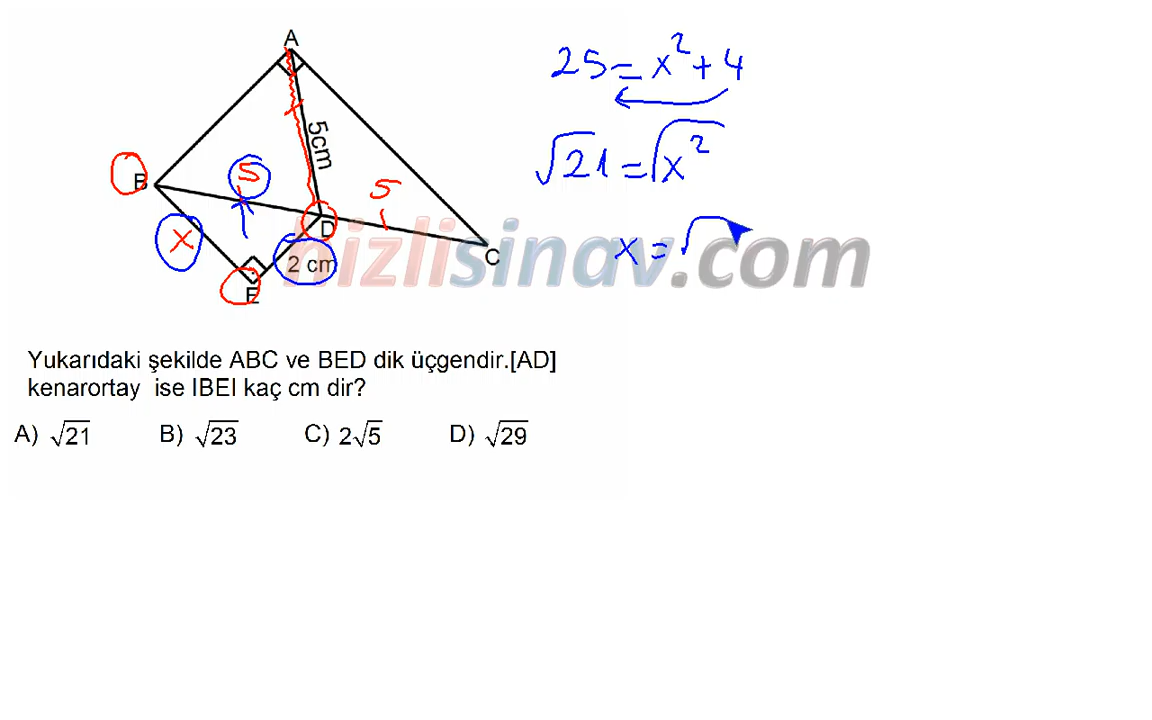 A
5cm
B
5
5
D
C
x
2 cm
E
25 = x² + 4
√21 = √x²
x = √
hizlisinav.com
Yukarıdaki şekilde ABC ve BED dik üçgendir.[AD]
kenarortay ise IBEI kaç cm dir?
A) √21 B) √23 C) 2√5 D) √29